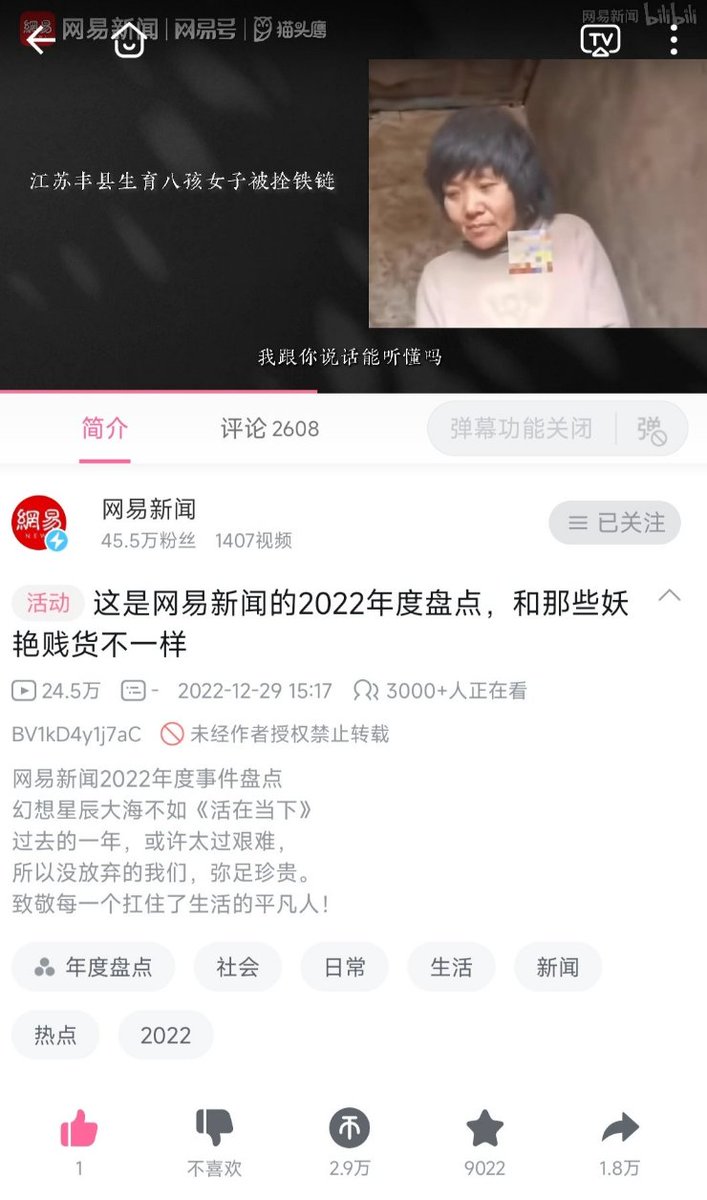 網易 网易新闻 | 网易号 | 猫头鹰
网易新闻 bilibili
TV
江苏丰县生育八孩女子被拴铁链
我跟你说话能听懂吗
简介 评论 2608 弹幕功能关闭 弹
網易 NEWS
网易新闻
45.5万粉丝 1407视频
已关注
活动 这是网易新闻的2022年度盘点，和那些妖
艳贱货不一样
24.5万 - 2022-12-29 15:17 3000+人正在看
BV1kD4y1j7aC 未经作者授权禁止转载
网易新闻2022年度事件盘点
幻想星辰大海不如《活在当下》
过去的一年，或许太过艰难，
所以没放弃的我们，弥足珍贵。
致敬每一个扛住了生活的平凡人！
年度盘点 社会 日常 生活 新闻
热点 2022
1 不喜欢 2.9万 9022 1.8万